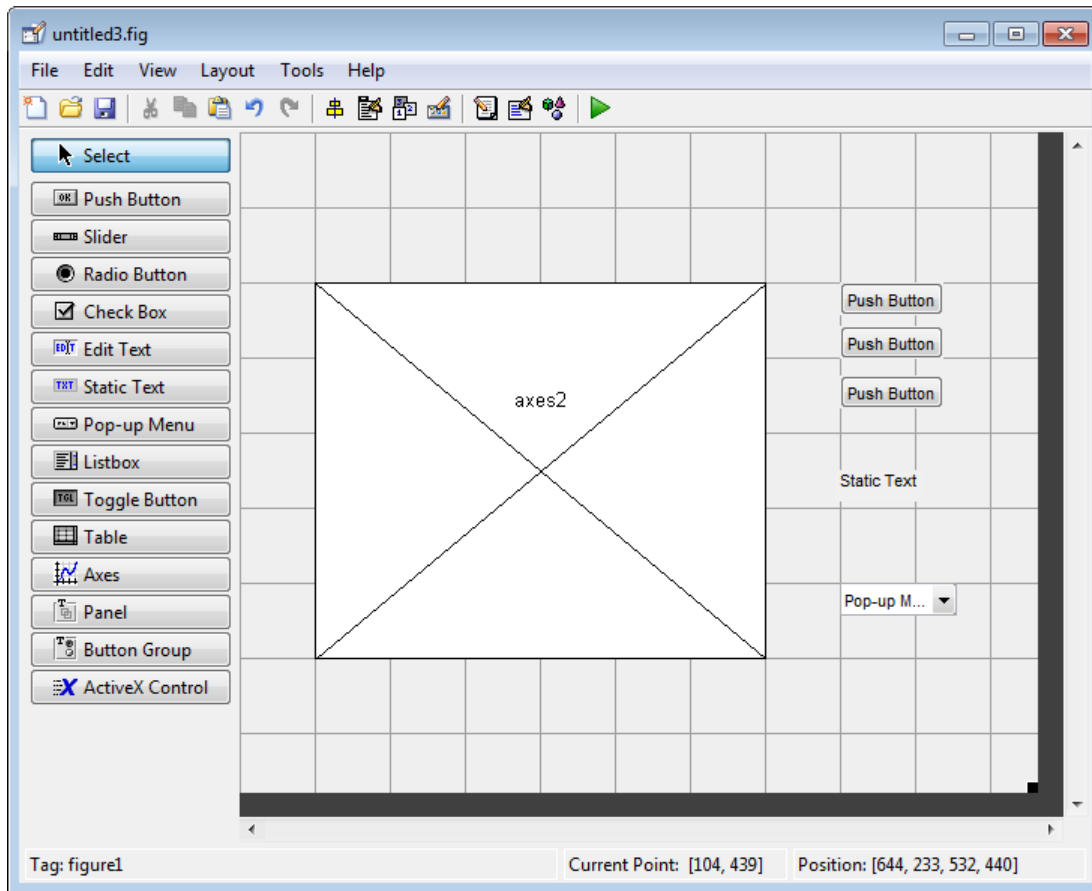 untitled3.fig
File Edit View Layout Tools Help
Select
Push Button
Slider
Radio Button
Check Box
Edit Text
Static Text
Pop-up Menu
Listbox
Toggle Button
Table
Axes
Panel
Button Group
ActiveX Control
axes2
Push Button
Push Button
Push Button
Static Text
Pop-up M...
Tag: figure1
Current Point: [104, 439]
Position: [644, 233, 532, 440]